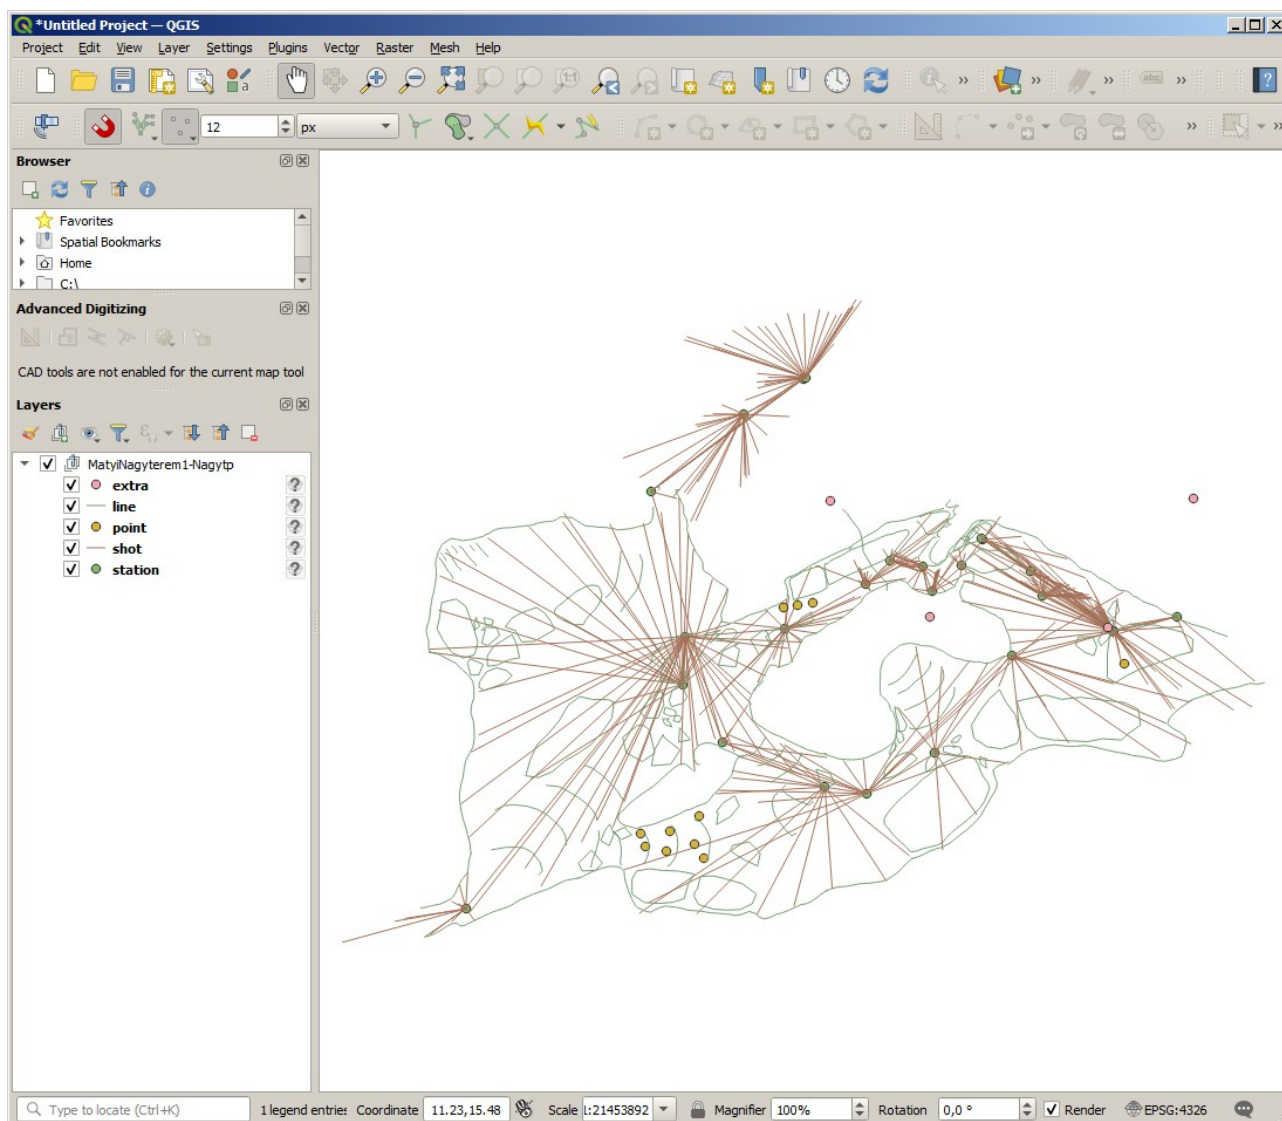 *Untitled Project — QGIS
Project Edit View Layer Settings Plugins Vector Raster Mesh Help
1:1
abc
12 px
Browser
Favorites
Spatial Bookmarks
Home
C:\
Advanced Digitizing
CAD tools are not enabled for the current map tool
Layers
MatyiNagyterem1-Nagytp
extra
line
point
shot
station
Type to locate (Ctrl+K) 1 legend entries Coordinate 11.23,15.48 Scale 1:21453892 Magnifier 100% Rotation 0,0 ° Render EPSG:4326